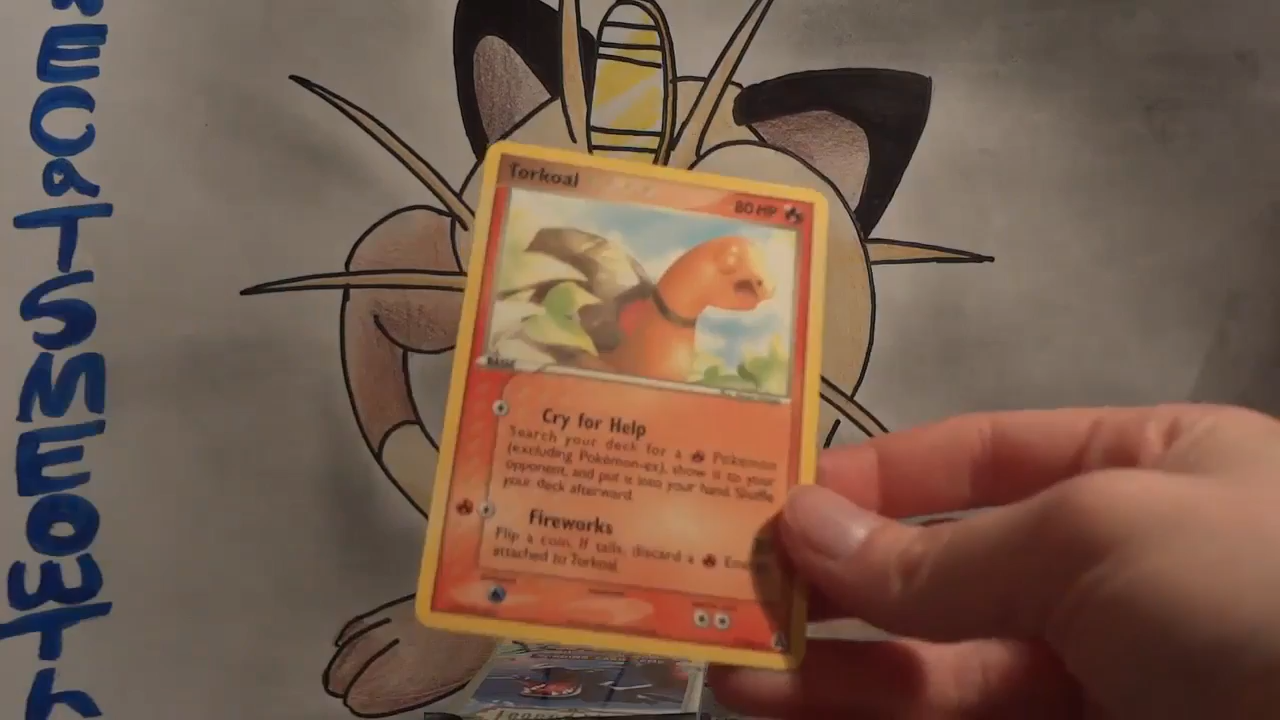 ECaTSMEOWTh
Torkoal
80 HP
BASIC
Cry for Help
Search your deck for a Pokémon
(excluding Pokémon-ex), show it to your
opponent, and put it into your hand. Shuffle
your deck afterward.
Fireworks
Flip a coin. If tails, discard a
attached to Torkoal.